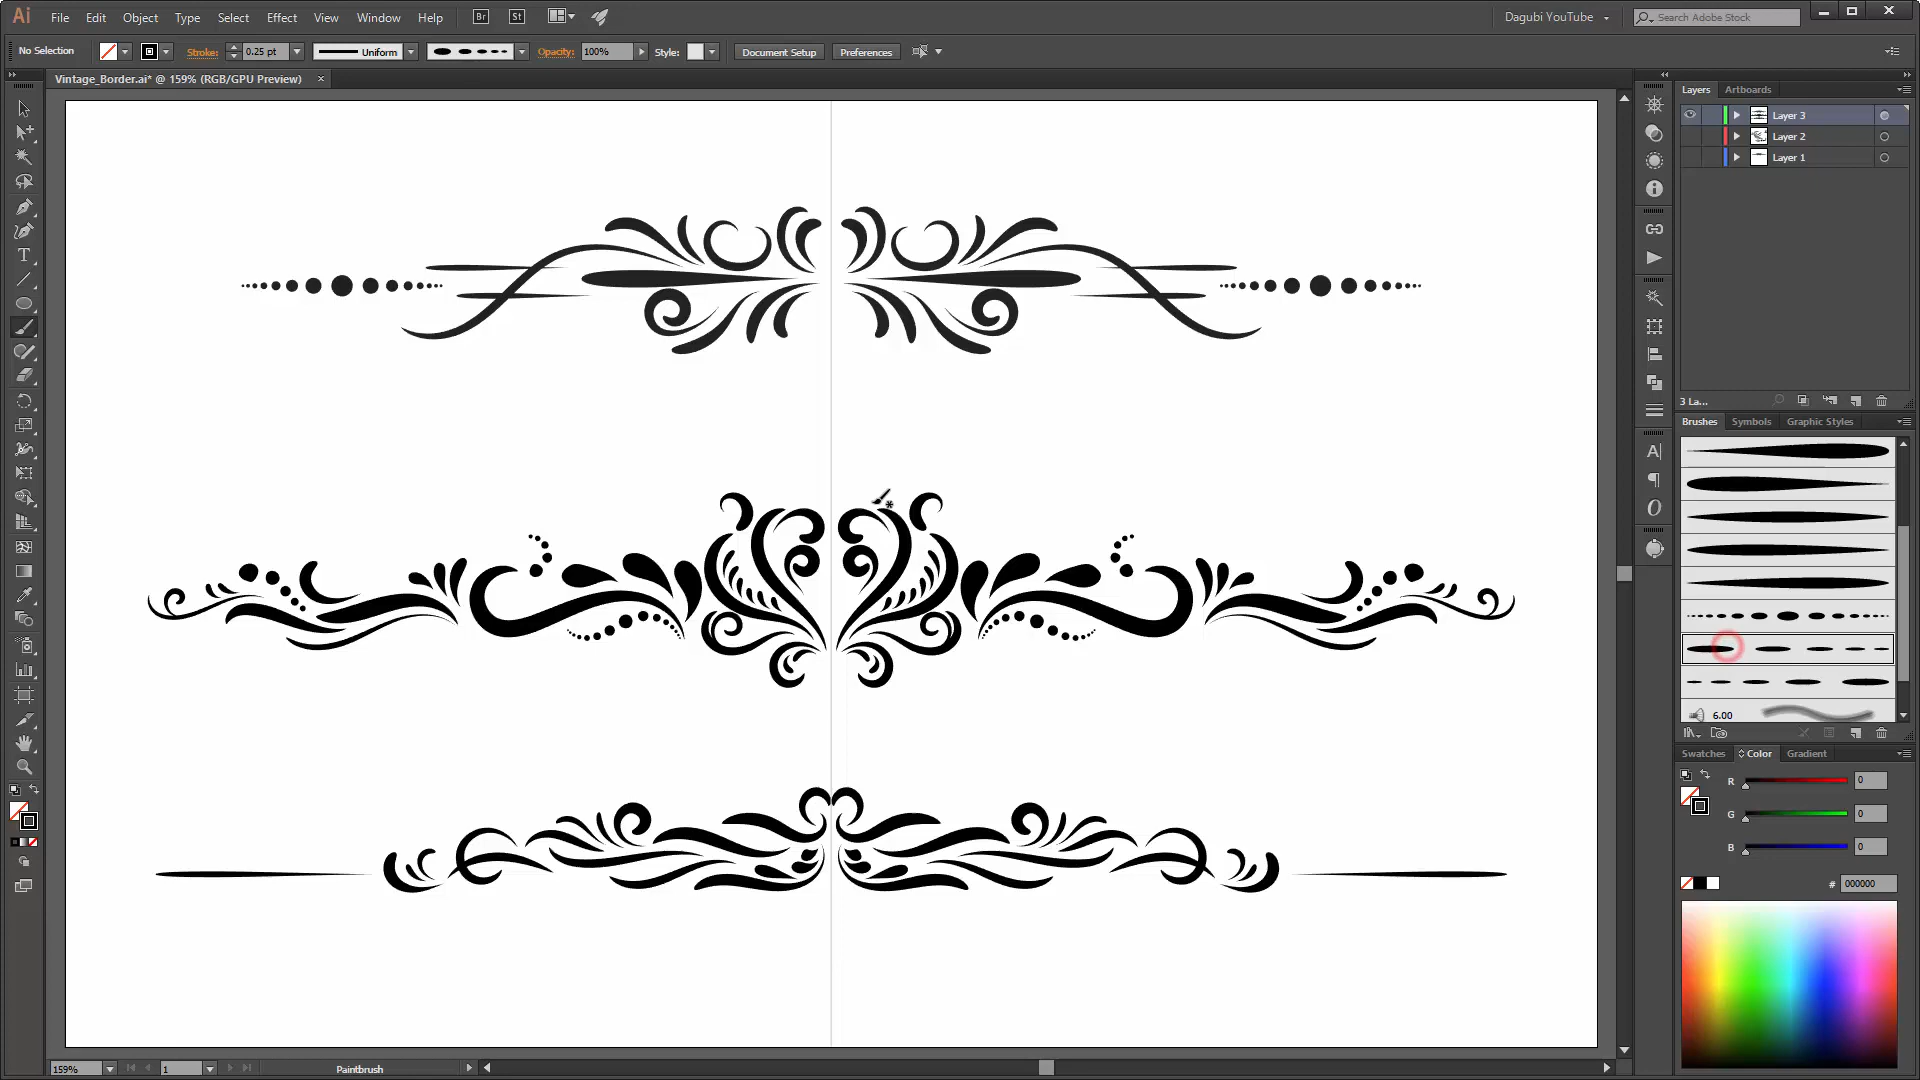 Ai File Edit Object Type Select Effect View Window Help Br St Dagubi YouTube Search Adobe Stock
No Selection Stroke: 0.25 pt Uniform Opacity: 100% Style: Document Setup Preferences
Vintage_Border.ai* @ 159% (RGB/GPU Preview)
Layers Artboards
Layer 3
Layer 2
Layer 1
3 La...
Brushes Symbols Graphic Styles
6.00
Swatches Color Gradient
R 0
G 0
B 0
# 000000
159% 1 Paintbrush